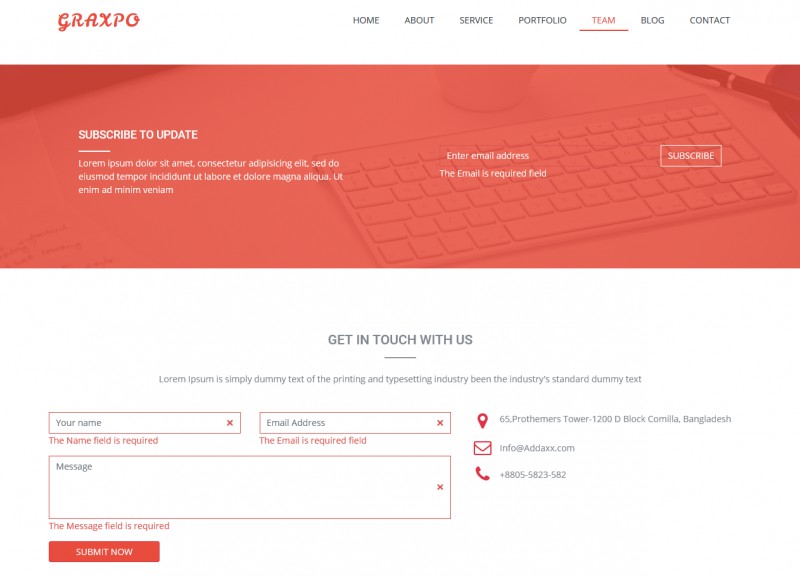 GRAXPO
HOME ABOUT SERVICE PORTFOLIO TEAM BLOG CONTACT
SUBSCRIBE TO UPDATE
Lorem ipsum dolor sit amet, consectetur adipisicing elit, sed do
eiusmod tempor incididunt ut labore et dolore magna aliqua. Ut
enim ad minim veniam
Enter email address
SUBSCRIBE
The Email is required field
GET IN TOUCH WITH US
Lorem Ipsum is simply dummy text of the printing and typesetting industry been the industry's standard dummy text
Your name
The Name field is required
Email Address
The Email is required field
Message
The Message field is required
SUBMIT NOW
65,Prothemers Tower-1200 D Block Comilla, Bangladesh
Info@Addaxx.com
+8805-5823-582